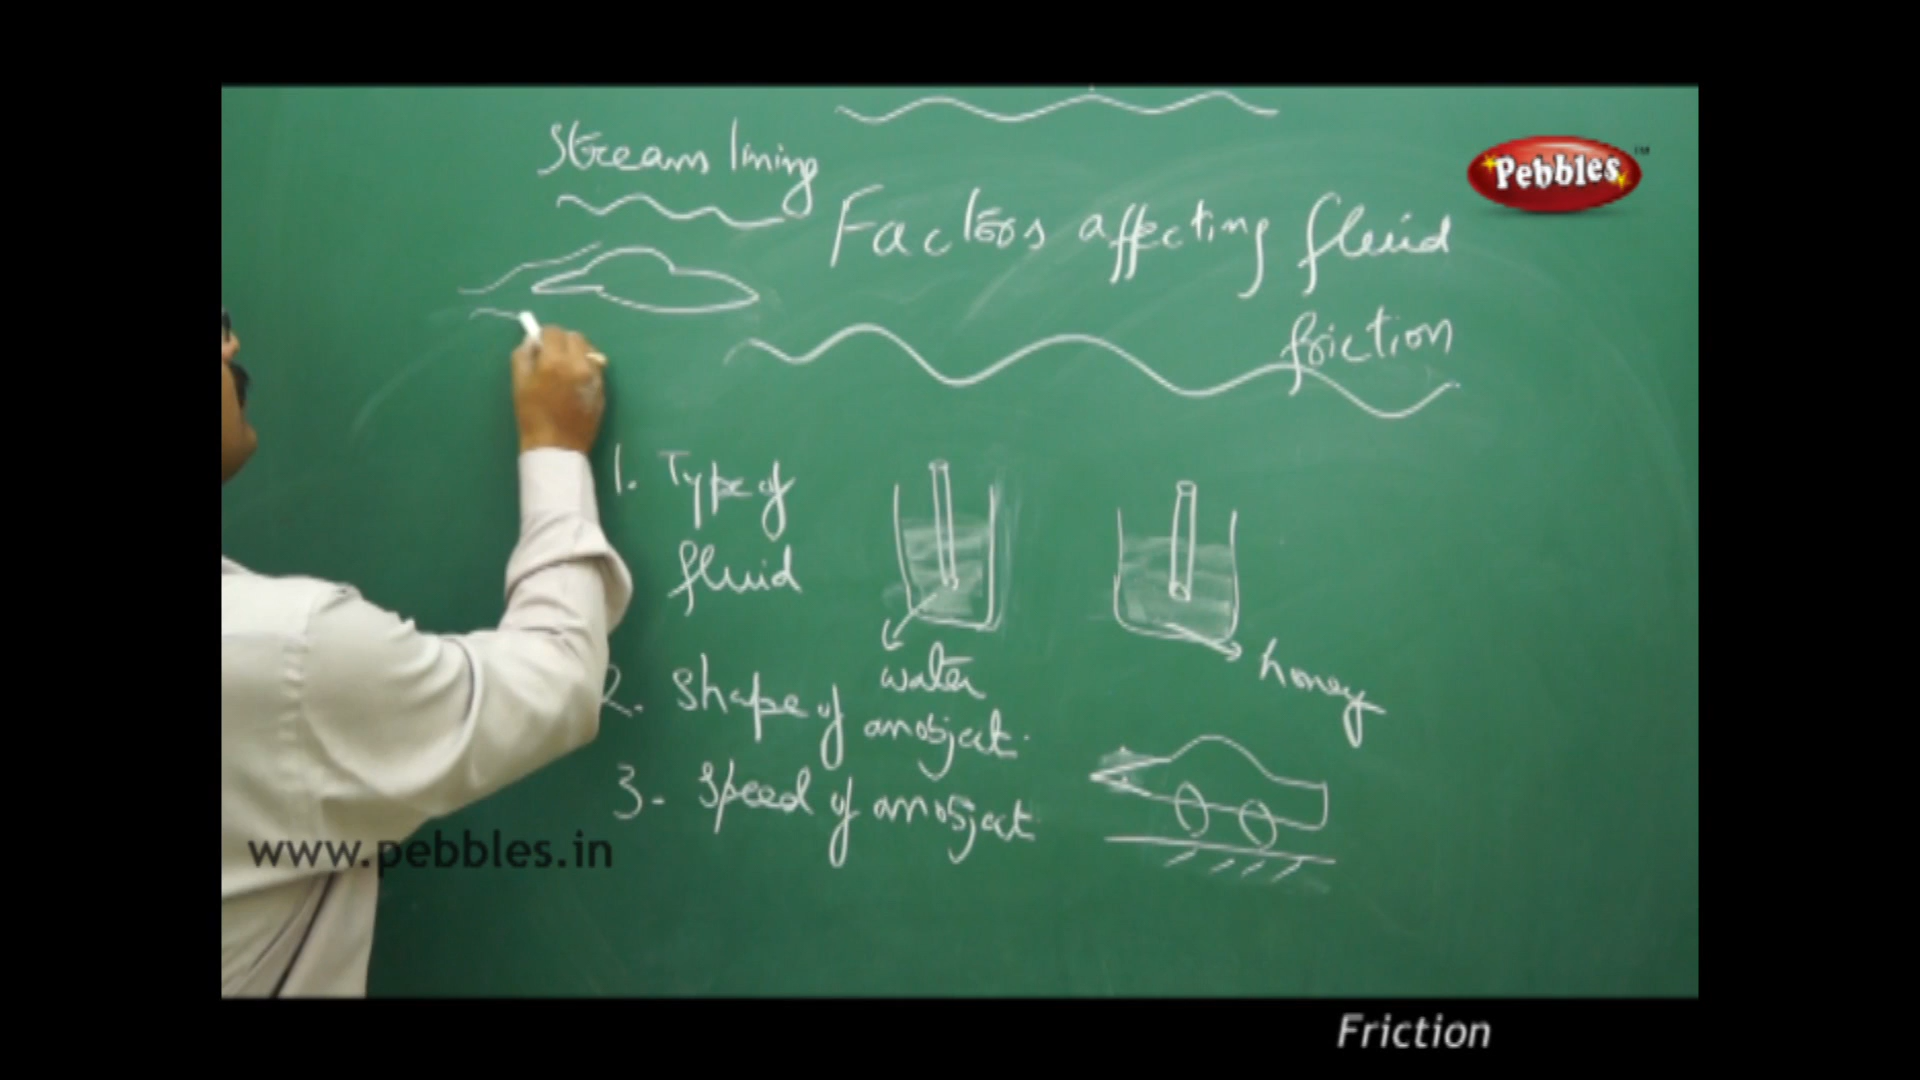 Stream lining
Pebbles™
Factors affecting fluid
friction
1. Type of
fluid
water
honey
2. Shape of an object.
3. Speed of an object
www.pebbles.in
Friction